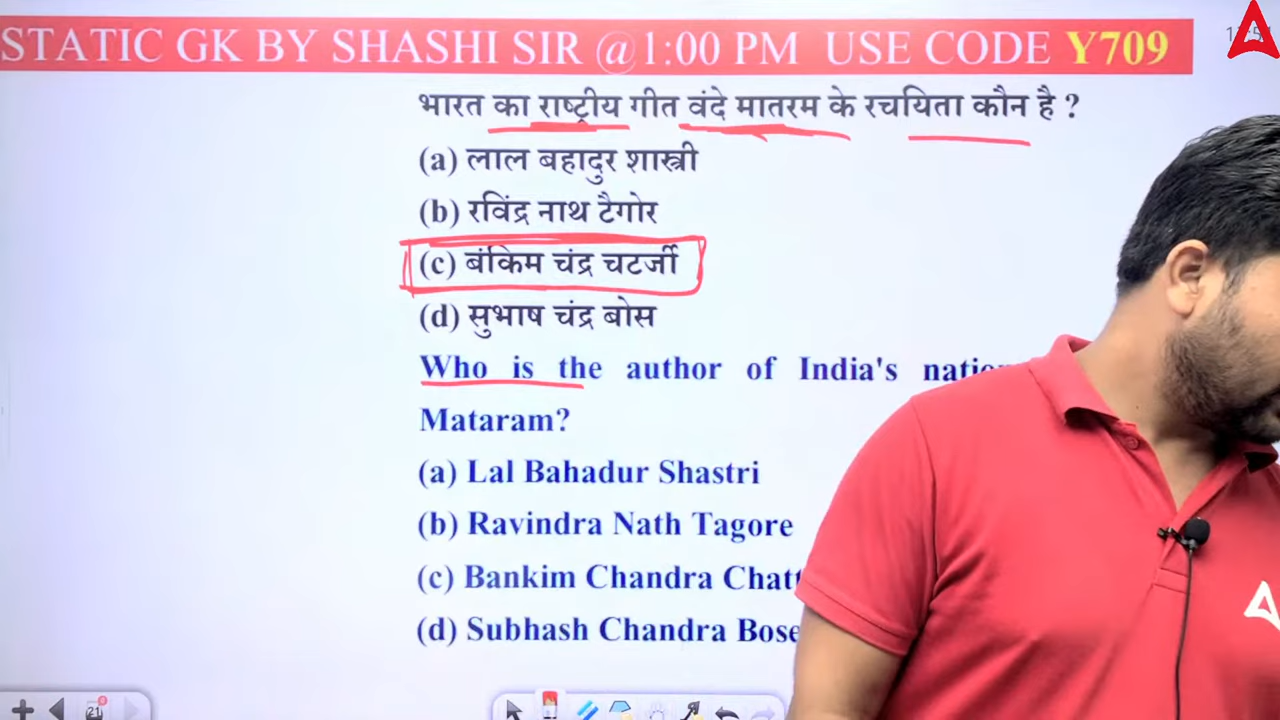 STATIC GK BY SHASHI SIR @1:00 PM USE CODE Y709
भारत का राष्ट्रीय गीत वंदे मातरम के रचयिता कौन है ?
(a) लाल बहादुर शास्त्री
(b) रविंद्र नाथ टैगोर
(c) बंकिम चंद्र चटर्जी
(d) सुभाष चंद्र बोस
Who is the author of India's
Mataram?
(a) Lal Bahadur Shastri
(b) Ravindra Nath Tagore
(c) Bankim Chandra
(d) Subhash Chandra Bose
21